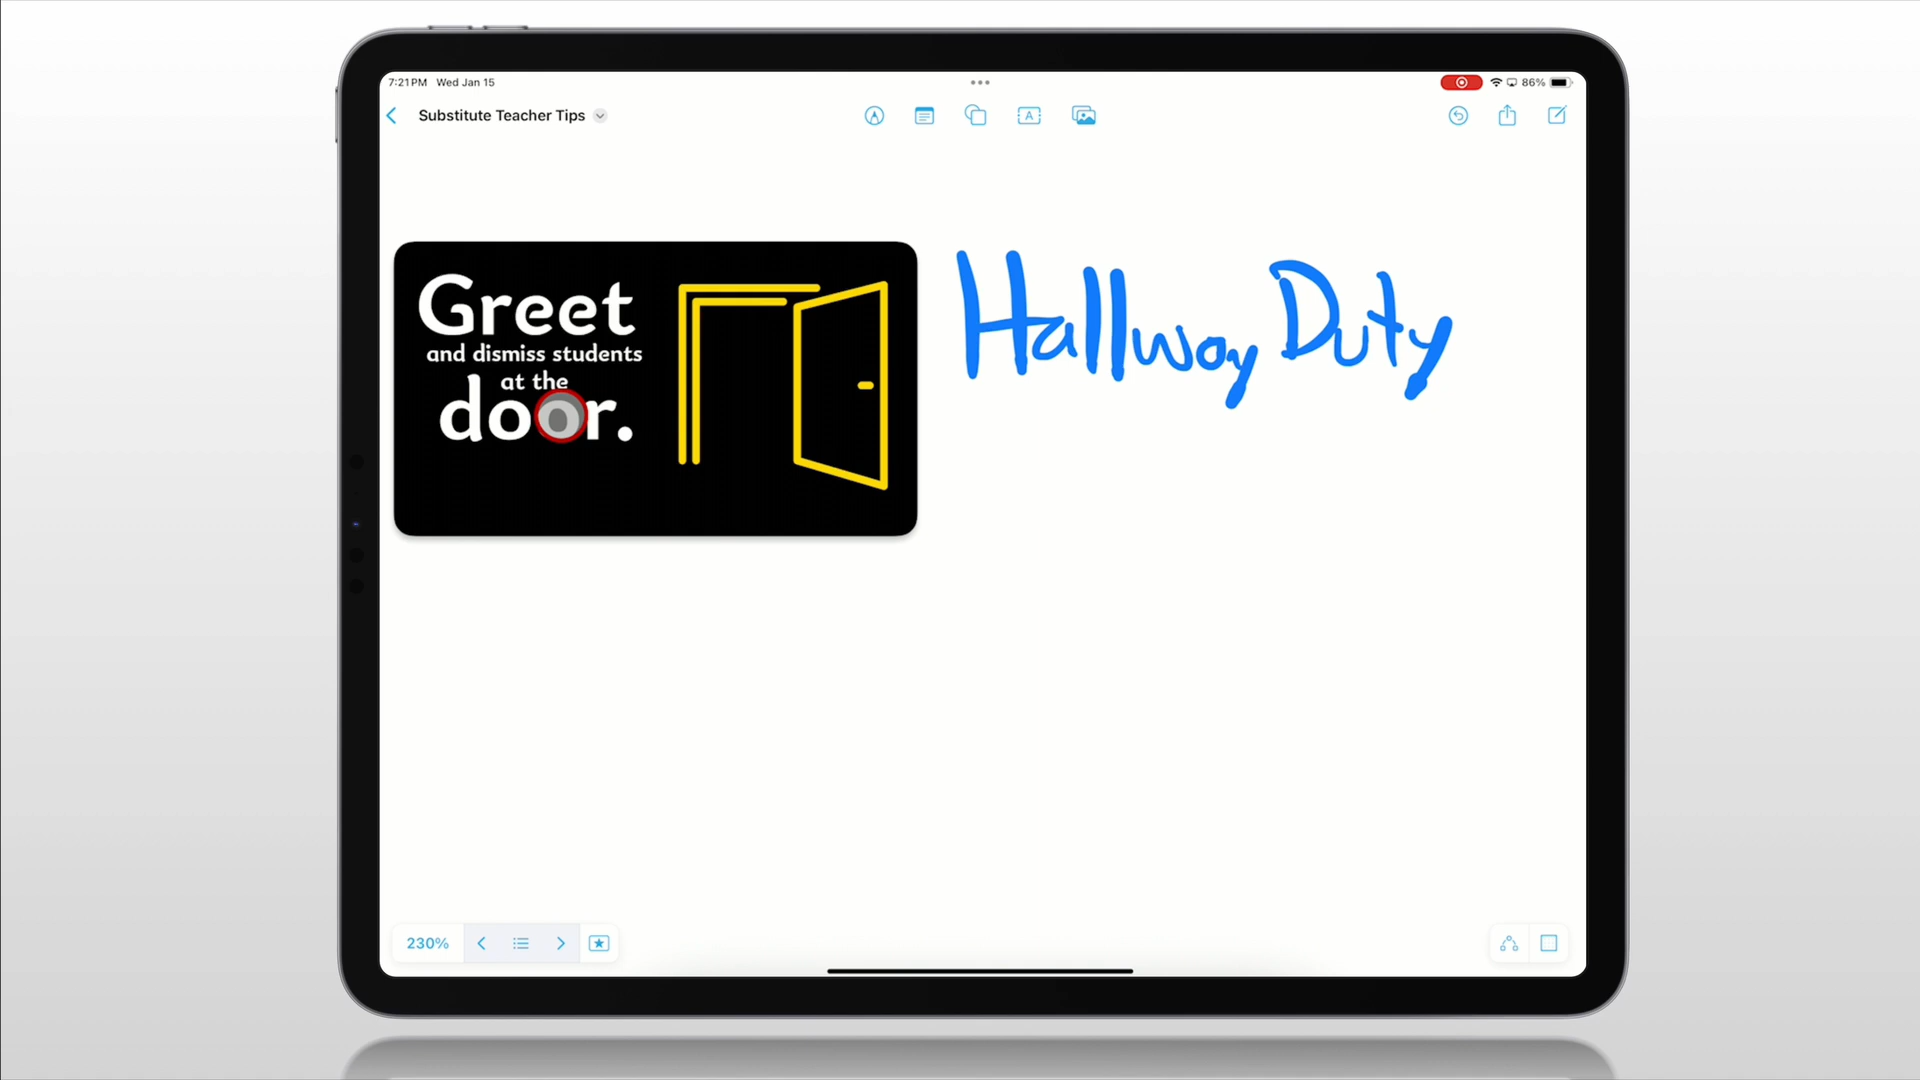 7:21 PM Wed Jan 15
86%
Substitute Teacher Tips
A
Greet
and dismiss students
at the
door.
Hallway Duty
230%